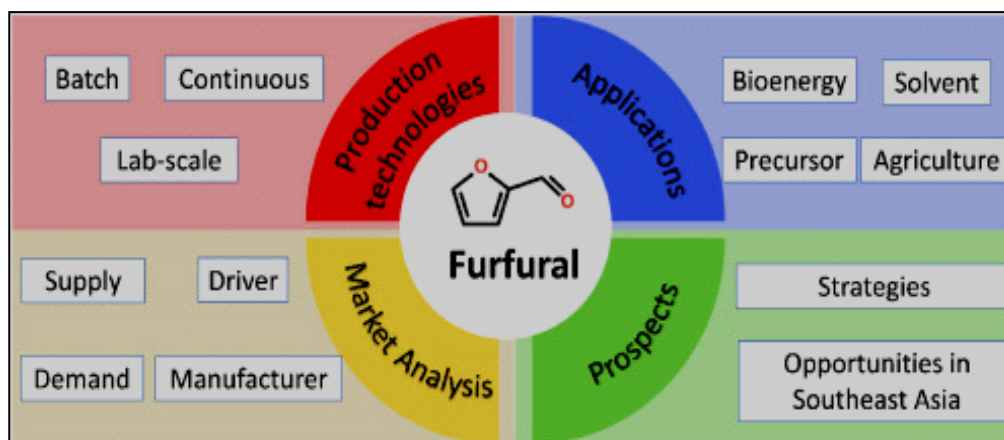 Batch
Continuous
Lab-scale
Production
technologies
Applications
Bioenergy
Solvent
Precursor
Agriculture
O
O
Furfural
Supply
Driver
Demand
Manufacturer
Market Analysis
Prospects
Strategies
Opportunities in
Southeast Asia